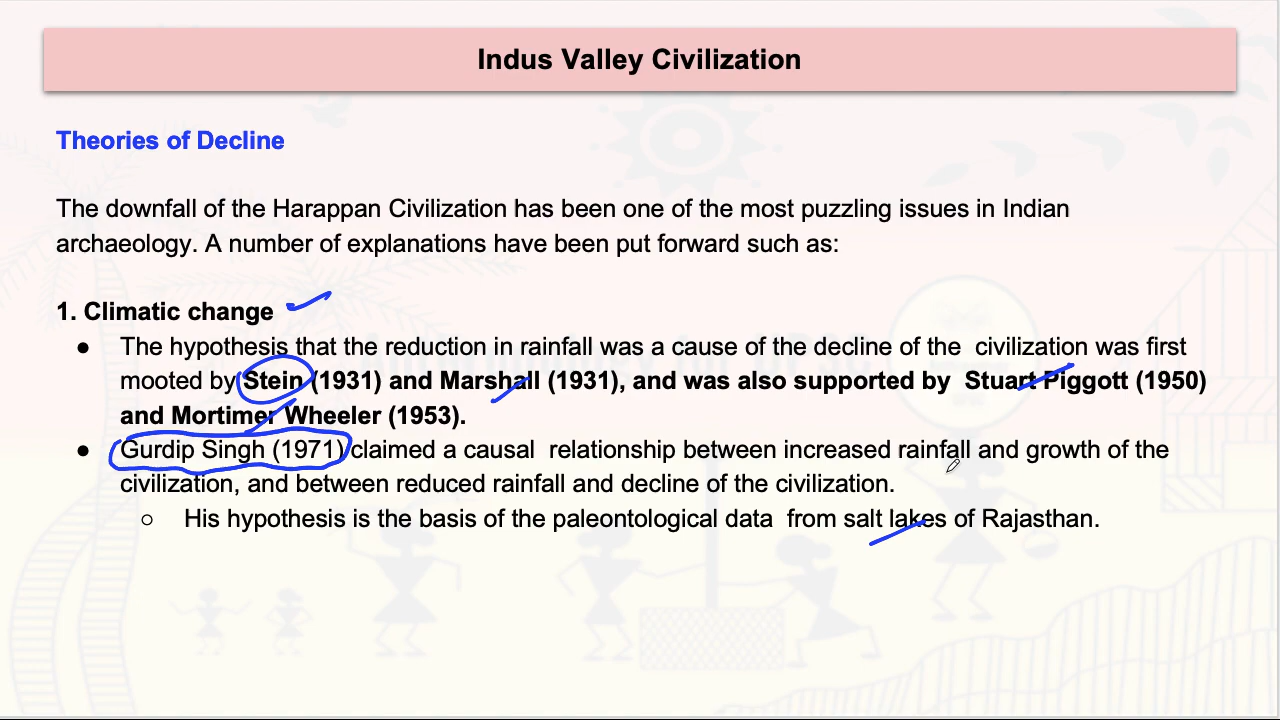 Indus Valley Civilization
Theories of Decline
The downfall of the Harappan Civilization has been one of the most puzzling issues in Indian
archaeology. A number of explanations have been put forward such as:
1. Climatic change
● The hypothesis that the reduction in rainfall was a cause of the decline of the civilization was first
mooted by Stein (1931) and Marshall (1931), and was also supported by Stuart Piggott (1950)
and Mortimer Wheeler (1953).
● Gurdip Singh (1971) claimed a causal relationship between increased rainfall and growth of the
civilization, and between reduced rainfall and decline of the civilization.
○ His hypothesis is the basis of the paleontological data from salt lakes of Rajasthan.